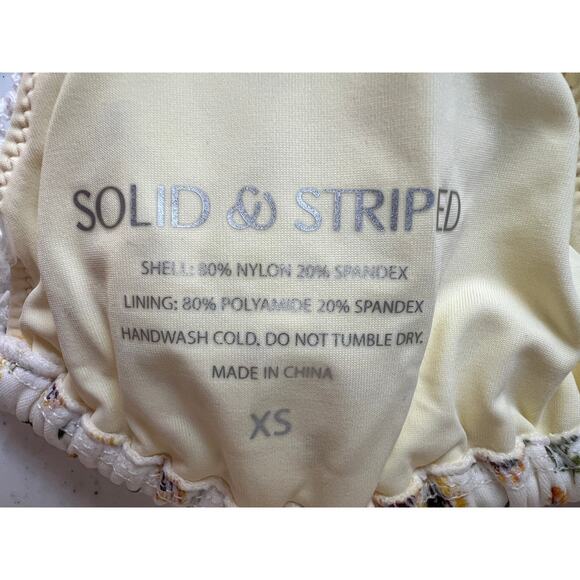 SOLID & STRIPED
SHELL: 80% NYLON 20% SPANDEX
LINING: 80% POLYAMIDE 20% SPANDEX
HANDWASH COLD. DO NOT TUMBLE DRY.
MADE IN CHINA
XS